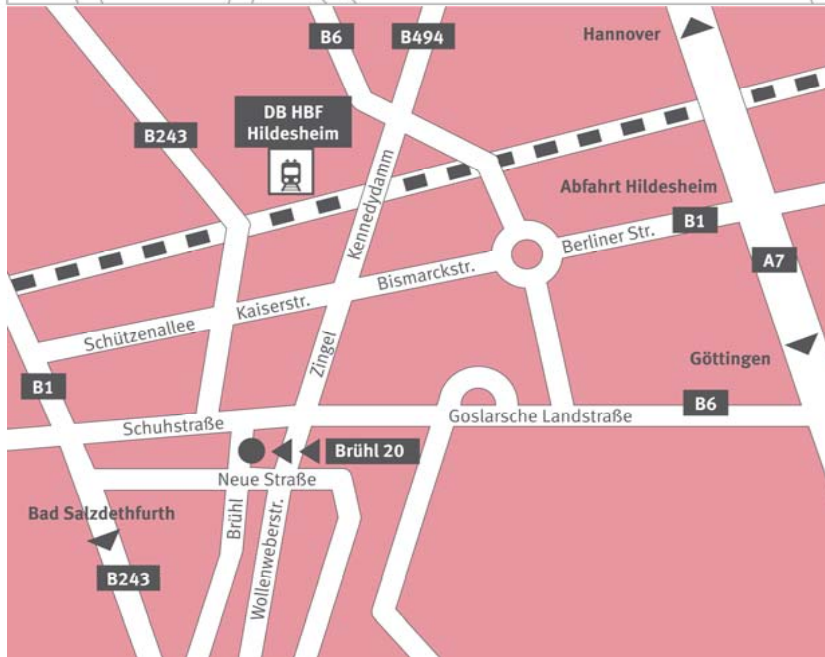 Hannover
B6
B494
DB HBF
Hildesheim
B243
Kennedydamm
Abfahrt Hildesheim
B1
Berliner Str.
Bismarckstr.
A7
Kaiserstr.
Schützenallee
Zingel
Göttingen
B1
B6
Goslarsche Landstraße
Schuhstraße
Brühl 20
Neue Straße
Brühl
Wollenweberstr.
Bad Salzdethfurth
B243